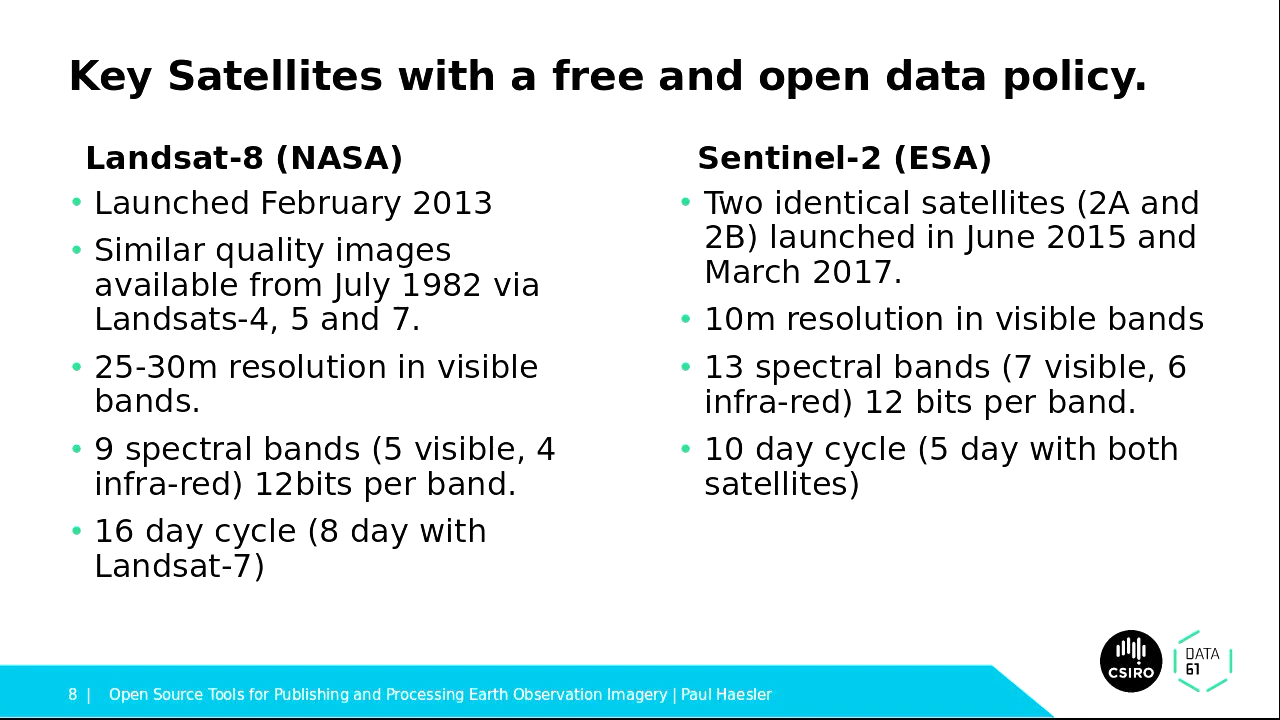 Key Satellites with a free and open data policy.
Landsat-8 (NASA)
• Launched February 2013
• Similar quality images
available from July 1982 via
Landsats-4, 5 and 7.
• 25-30m resolution in visible
bands.
• 9 spectral bands (5 visible, 4
infra-red) 12bits per band.
• 16 day cycle (8 day with
Landsat-7)
Sentinel-2 (ESA)
• Two identical satellites (2A and
2B) launched in June 2015 and
March 2017.
• 10m resolution in visible bands
• 13 spectral bands (7 visible, 6
infra-red) 12 bits per band.
• 10 day cycle (5 day with both
satellites)
8 | Open Source Tools for Publishing and Processing Earth Observation Imagery | Paul Haesler
CSIRO
DATA
61